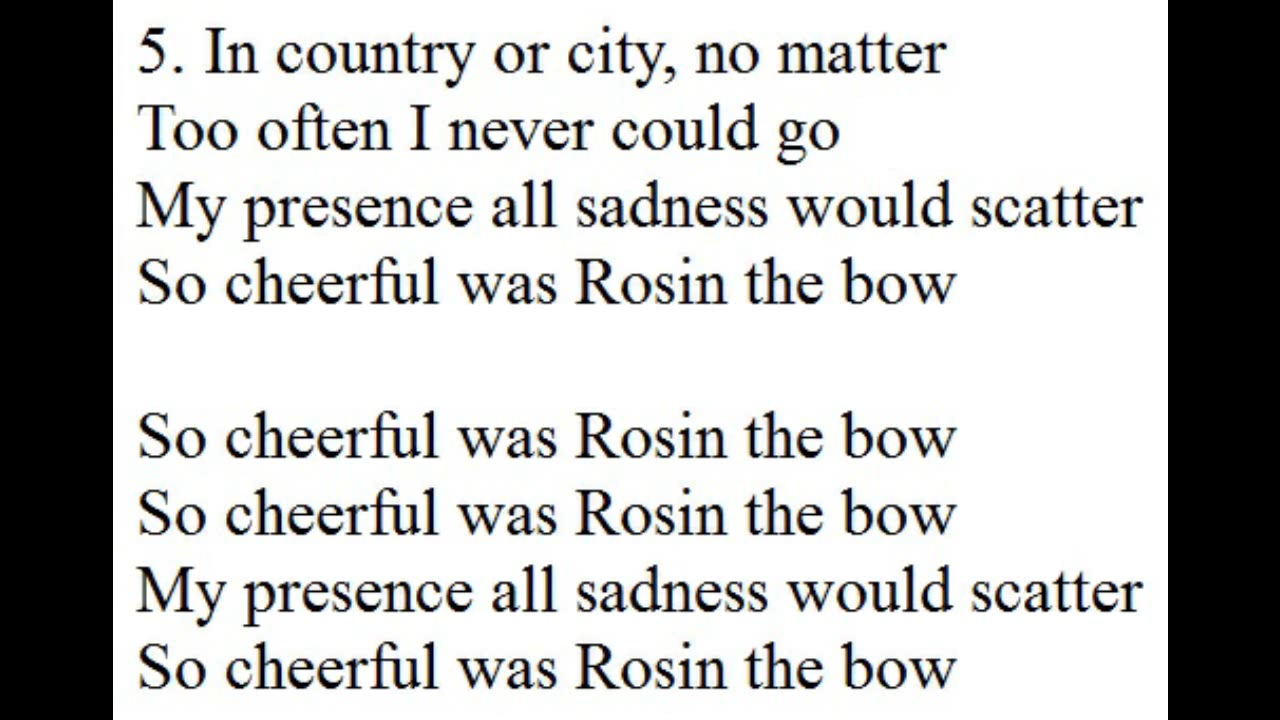 5. In country or city, no matter
Too often I never could go
My presence all sadness would scatter
So cheerful was Rosin the bow
So cheerful was Rosin the bow
So cheerful was Rosin the bow
My presence all sadness would scatter
So cheerful was Rosin the bow